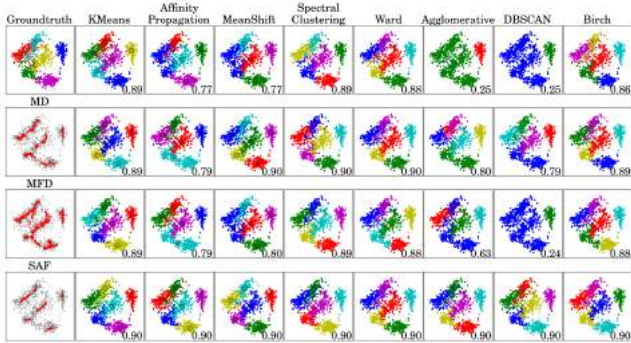 Groundtruth KMeans Affinity Propagation MeanShift Spectral Clustering Ward Agglomerative DBSCAN Birch
0.89 0.77 0.77 0.89 0.88 0.25 0.25 0.86
MD
0.89 0.79 0.90 0.90 0.90 0.80 0.79 0.89
MFD
0.89 0.79 0.80 0.89 0.88 0.63 0.24 0.88
SAF
0.90 0.90 0.90 0.90 0.90 0.90 0.90 0.90